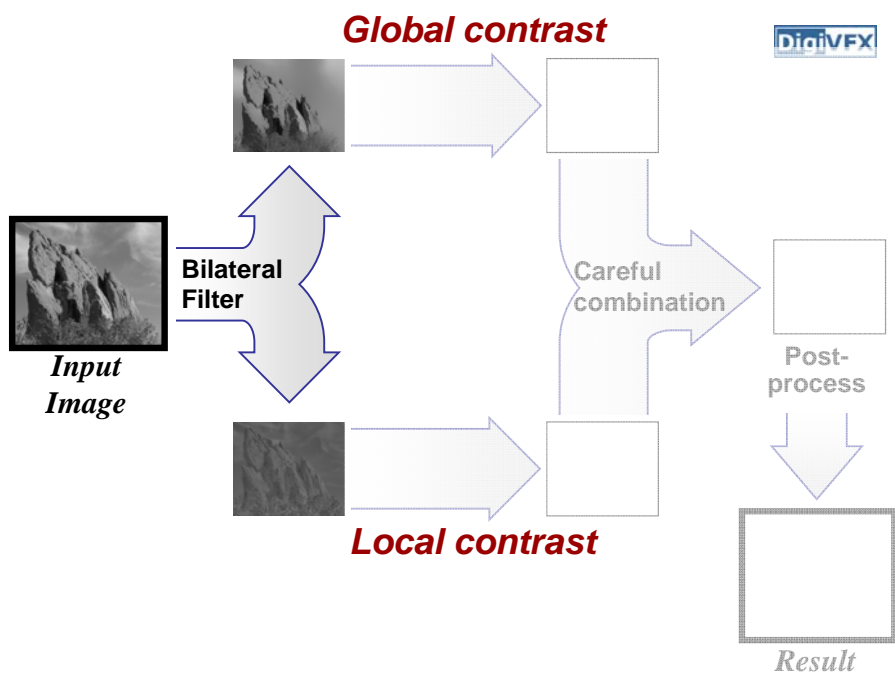 Global contrast
DigiVFX
Bilateral
Filter
Input
Image
Careful
combination
Post-
process
Local contrast
Result